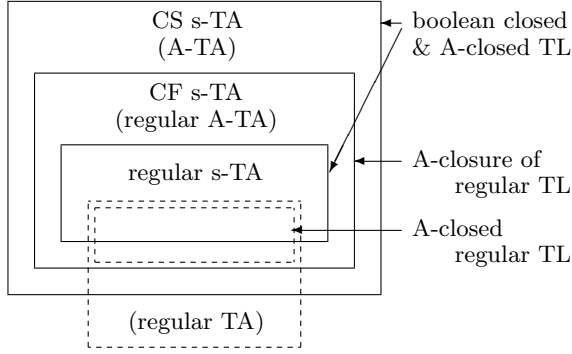 CS s-TA
(A-TA)
boolean closed
& A-closed TL
CF s-TA
(regular A-TA)
regular s-TA
A-closure of
regular TL
A-closed
regular TL
(regular TA)